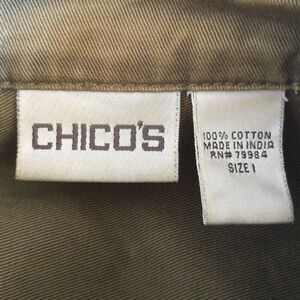 CHICO'S
100% COTTON
MADE IN INDIA
RN# 79984
SIZE 1